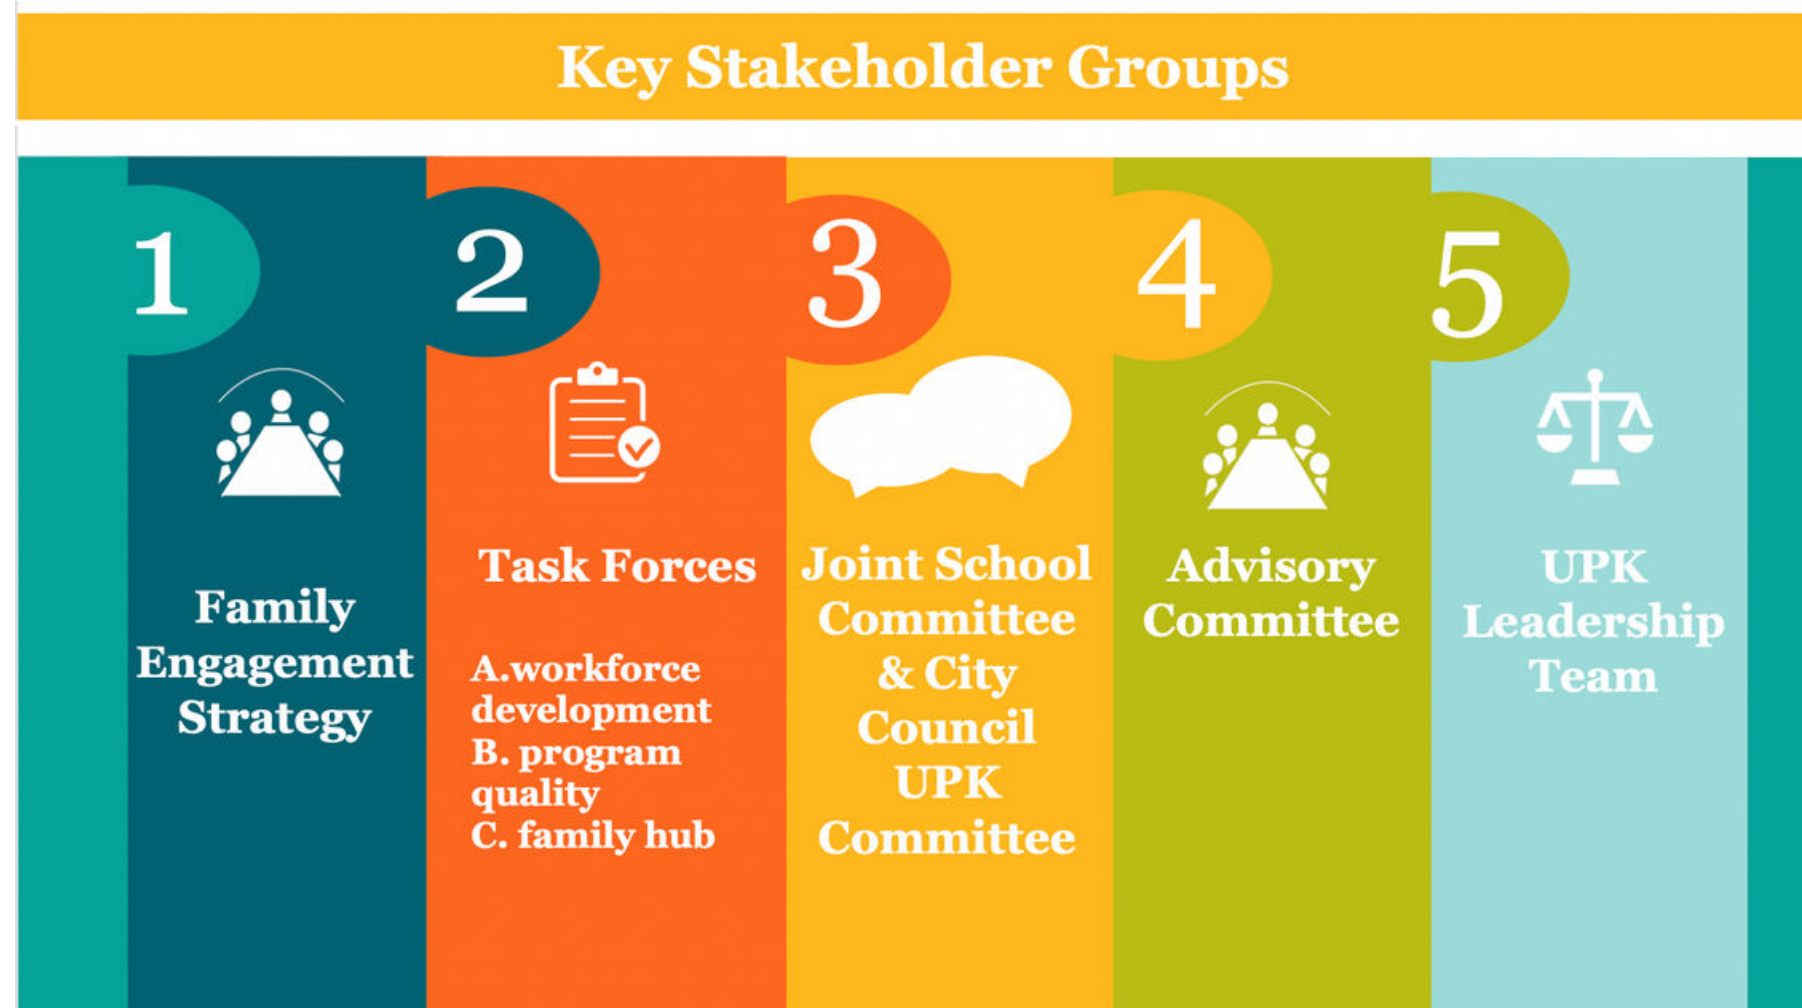 Key Stakeholder Groups
1
Family
Engagement
Strategy
2
Task Forces
A.workforce
development
B. program
quality
C. family hub
3
Joint School
Committee
& City
Council
UPK
Committee
4
Advisory
Committee
5
UPK
Leadership
Team